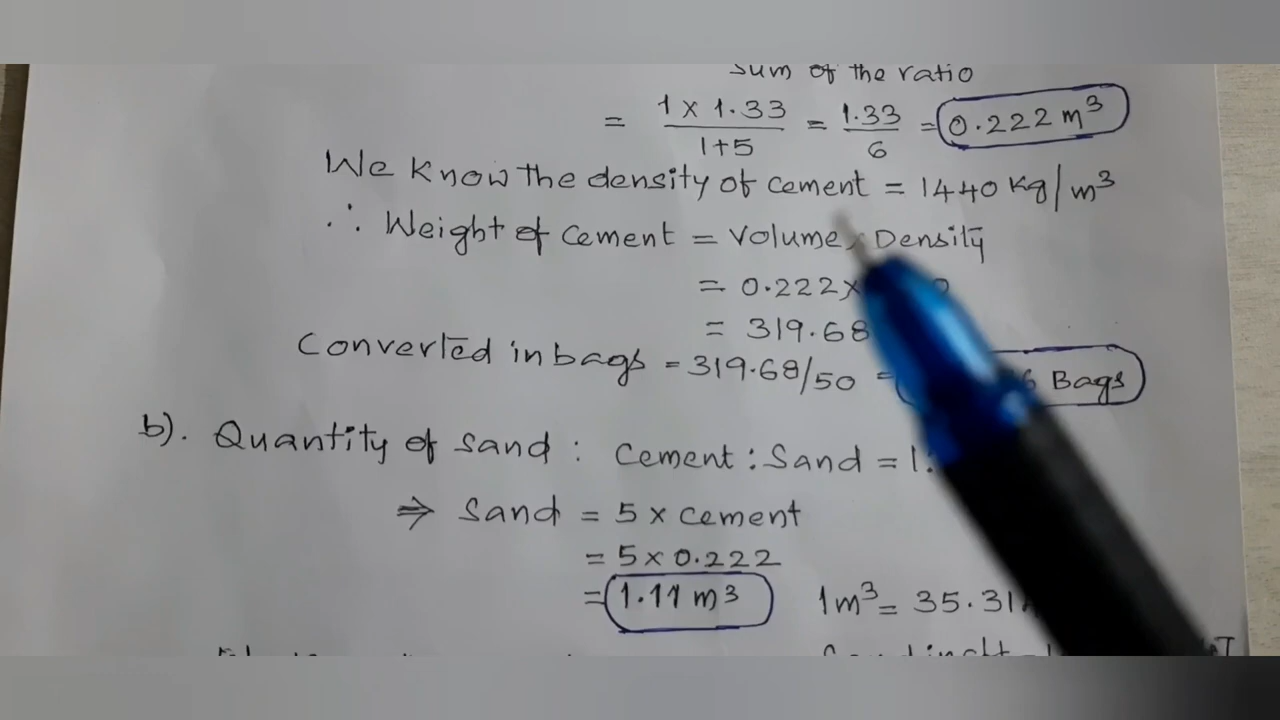 Sum of the ratio
= 1 x 1.33 / 1+5 = 1.33 / 6 = 0.222 m³
We know the density of cement = 1440 kg/m³
∴ Weight of cement = Volume x Density
= 0.222 x
= 319.68
Converted in bags = 319.68/50 = Bags
b). Quantity of sand : Cement : Sand = 1:
⇒ Sand = 5 x cement
= 5 x 0.222
= 1.11 m³ 1m³ = 35.31